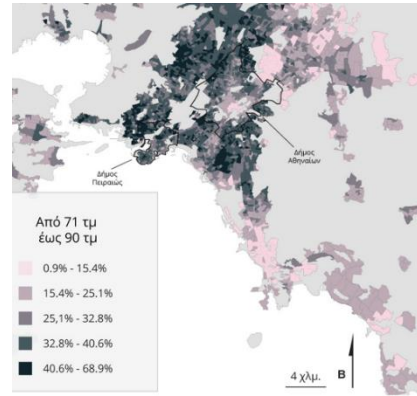 Δήμος
Αθηναίων
Δήμος
Πειραιώς
Από 71 τμ
έως 90 τμ
0.9% - 15.4%
15.4% - 25.1%
25,1% - 32.8%
32.8% - 40.6%
40.6% - 68.9%
4 χλμ.
Β